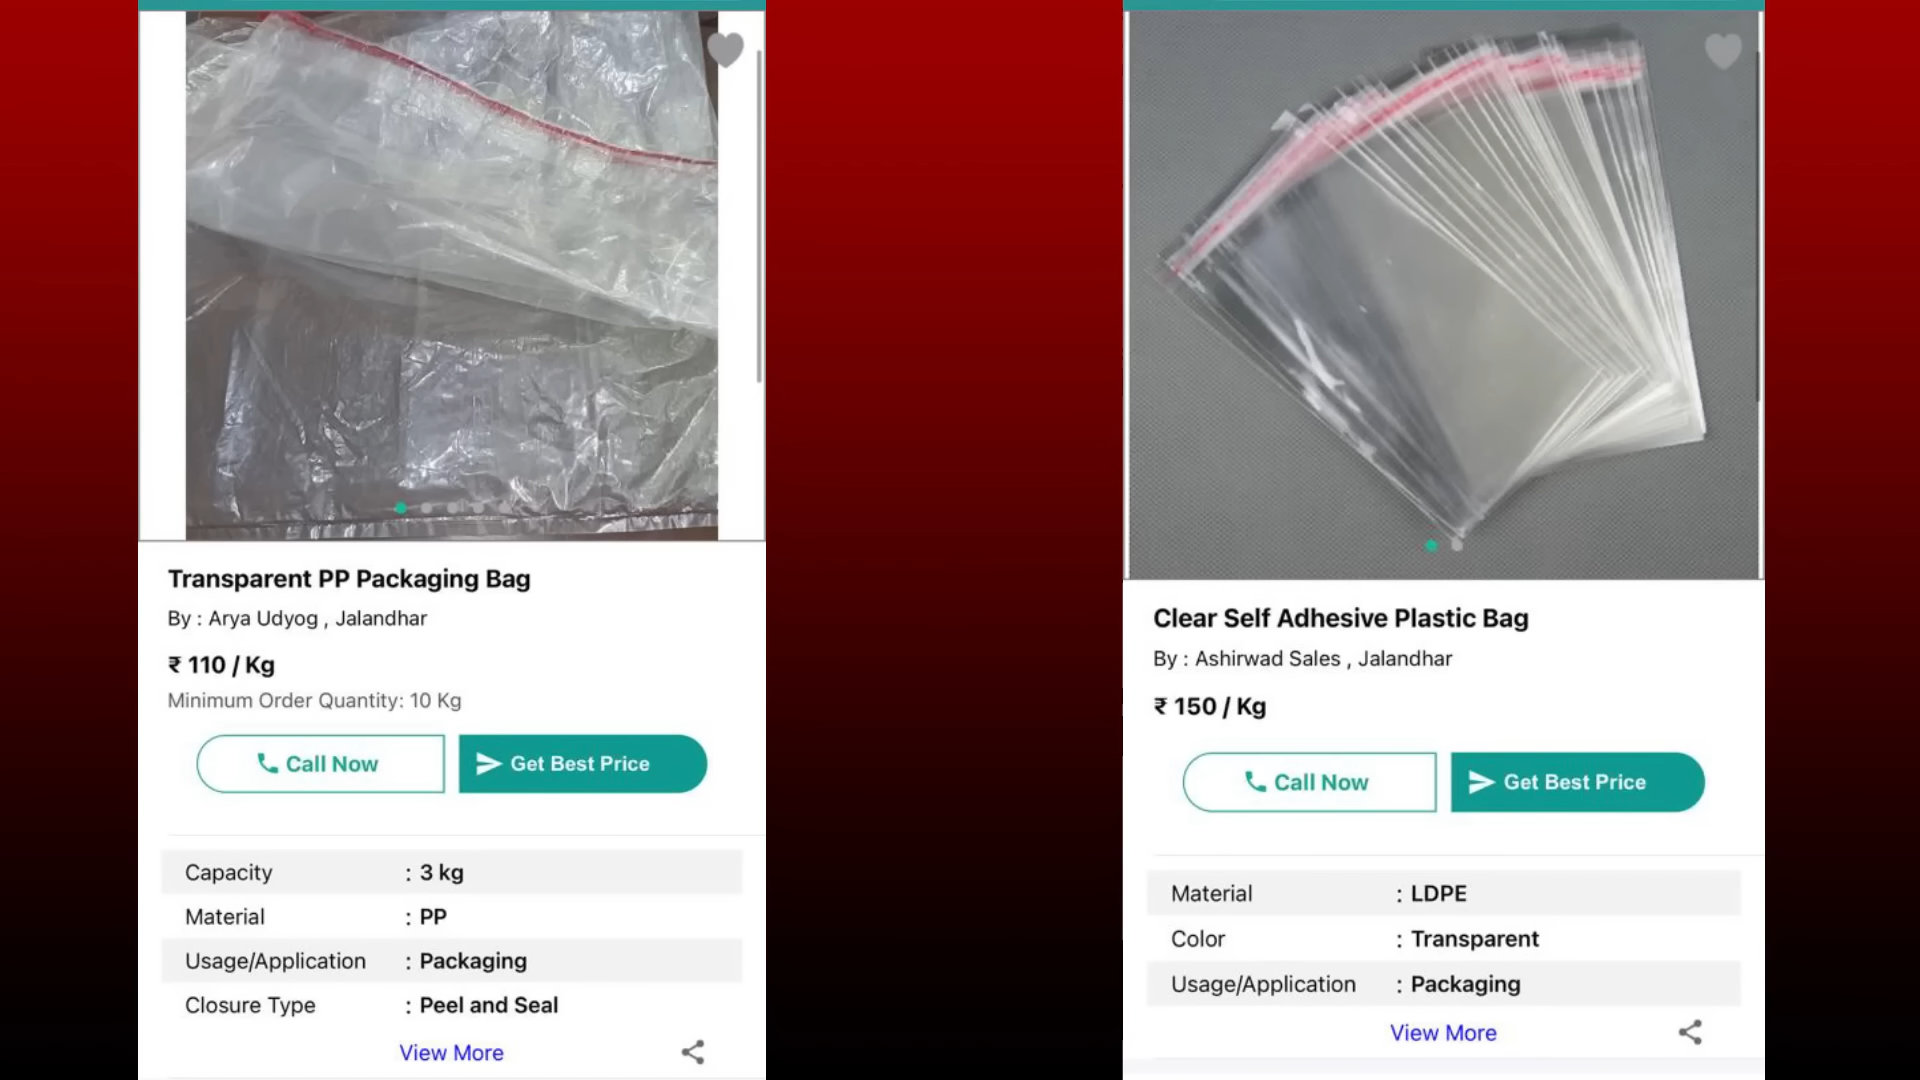 Transparent PP Packaging Bag
By : Arya Udyog , Jalandhar
₹ 110 / Kg
Minimum Order Quantity: 10 Kg
Call Now
Get Best Price
Capacity : 3 kg
Material : PP
Usage/Application : Packaging
Closure Type : Peel and Seal
View More
Clear Self Adhesive Plastic Bag
By : Ashirwad Sales , Jalandhar
₹ 150 / Kg
Call Now
Get Best Price
Material : LDPE
Color : Transparent
Usage/Application : Packaging
View More